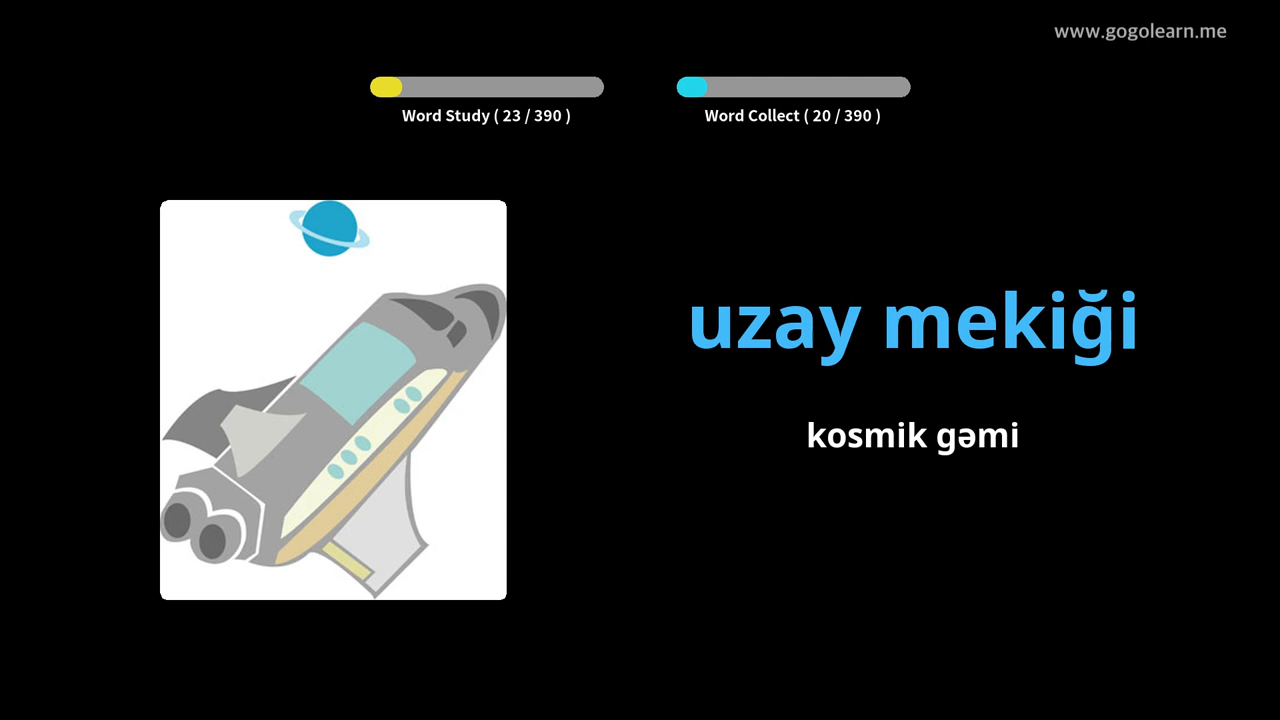 www.gogolearn.me
Word Study ( 23 / 390 )
Word Collect ( 20 / 390 )
uzay mekiği
kosmik gəmi